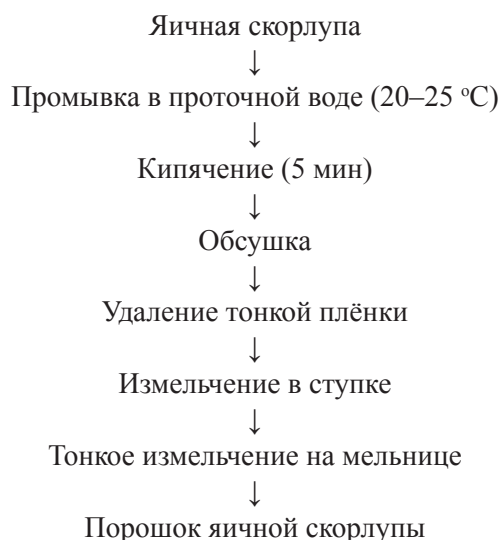 Яичная скорлупа
↓
Промывка в проточной воде (20–25 °С)
↓
Кипячение (5 мин)
↓
Обсушка
↓
Удаление тонкой плёнки
↓
Измельчение в ступке
↓
Тонкое измельчение на мельнице
↓
Порошок яичной скорлупы